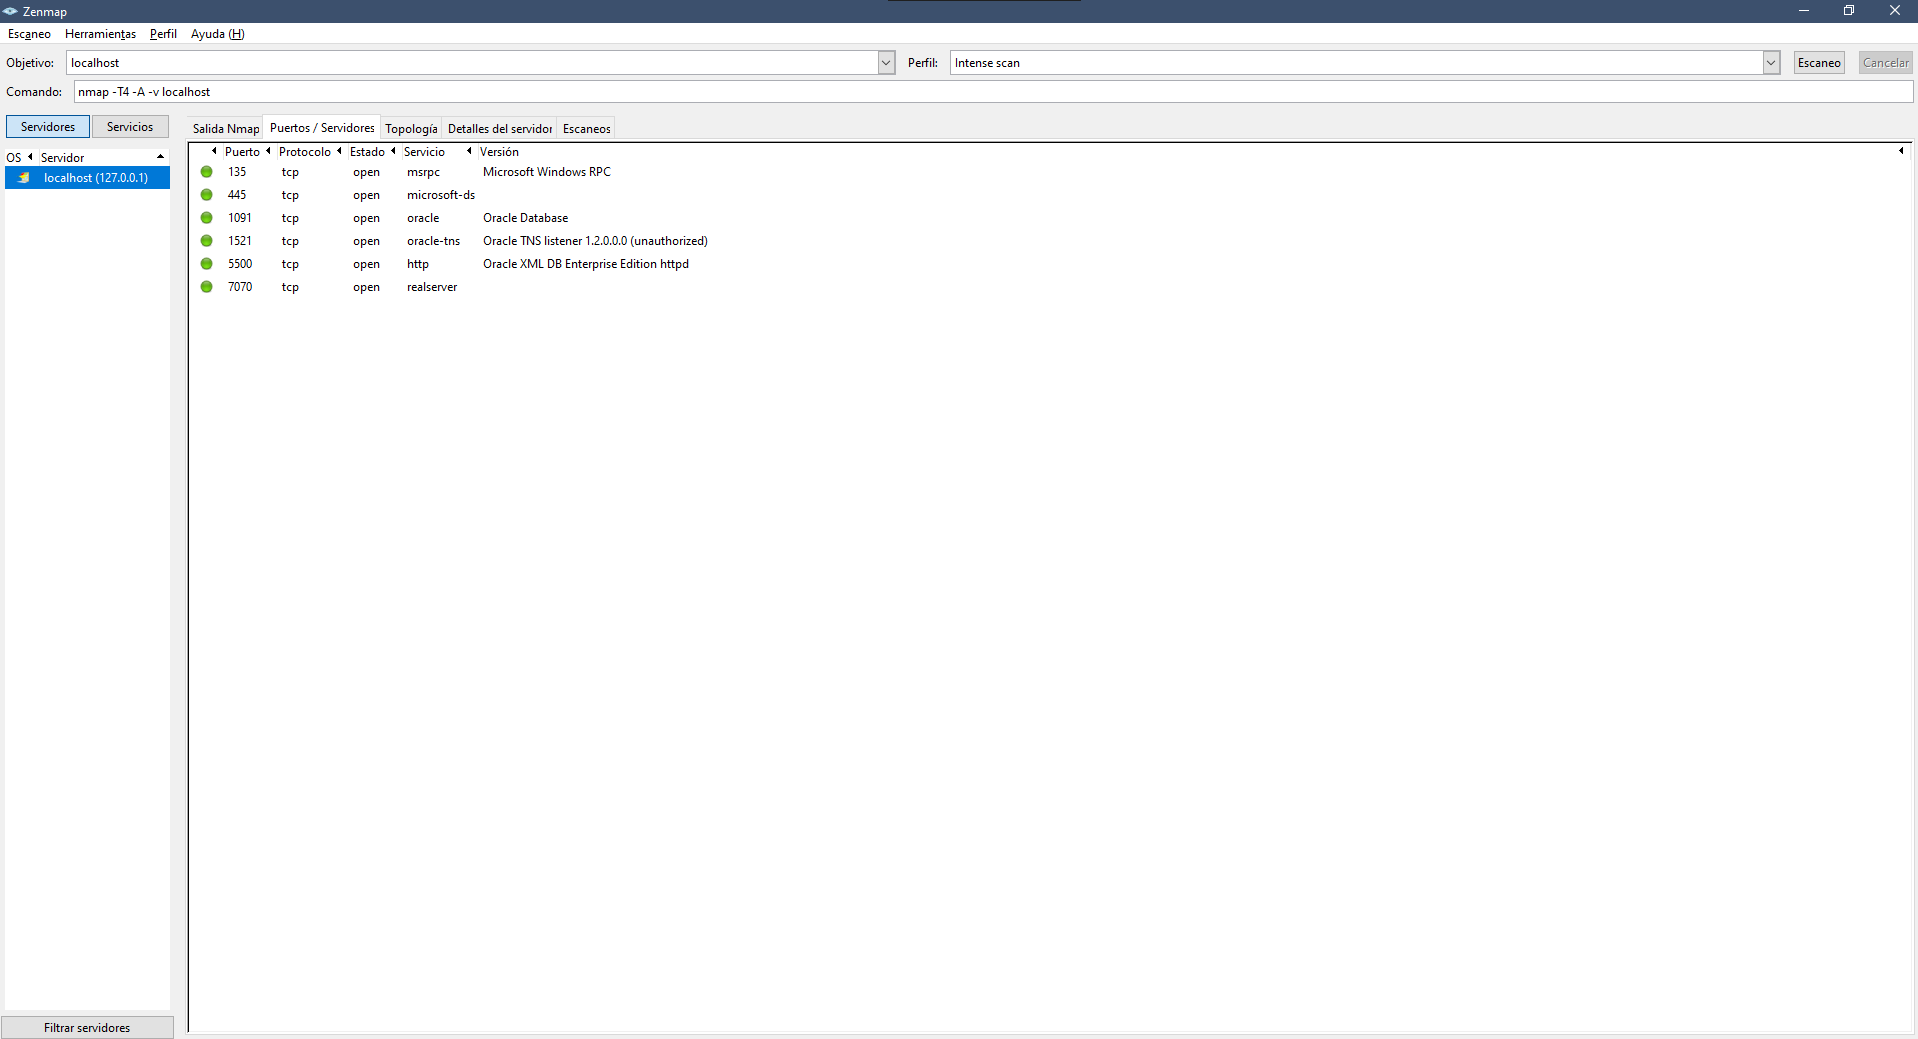 Zenmap
Escaneo Herramientas Perfil Ayuda (H)
Objetivo: localhost Perfil: Intense scan Escaneo Cancelar
Comando: nmap -T4 -A -v localhost
Servidores Servicios
Salida Nmap Puertos / Servidores Topología Detalles del servidor Escaneos
OS Servidor
localhost (127.0.0.1)
Puerto Protocolo Estado Servicio Versión
135 tcp open msrpc Microsoft Windows RPC
445 tcp open microsoft-ds
1091 tcp open oracle Oracle Database
1521 tcp open oracle-tns Oracle TNS listener 1.2.0.0.0 (unauthorized)
5500 tcp open http Oracle XML DB Enterprise Edition httpd
7070 tcp open realserver
Filtrar servidores